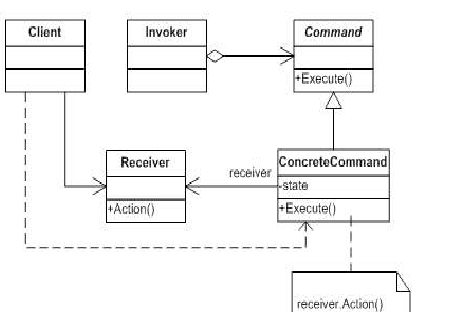 Client
Invoker
Command
+Execute()
Receiver
+Action()
receiver
ConcreteCommand
-state
+Execute()
receiver.Action()